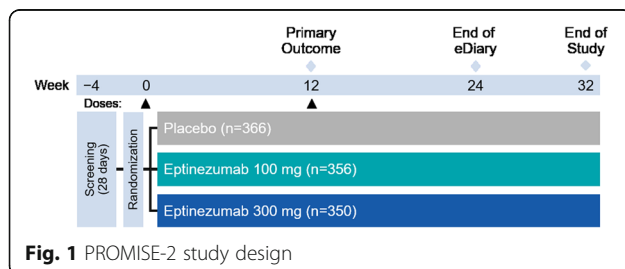 Primary Outcome
End of eDiary
End of Study
Week −4 0 12 24 32
Doses: ▲ ▲
Screening (28 days)
Randomization
Placebo (n=366)
Eptinezumab 100 mg (n=356)
Eptinezumab 300 mg (n=350)
Fig. 1 PROMISE-2 study design